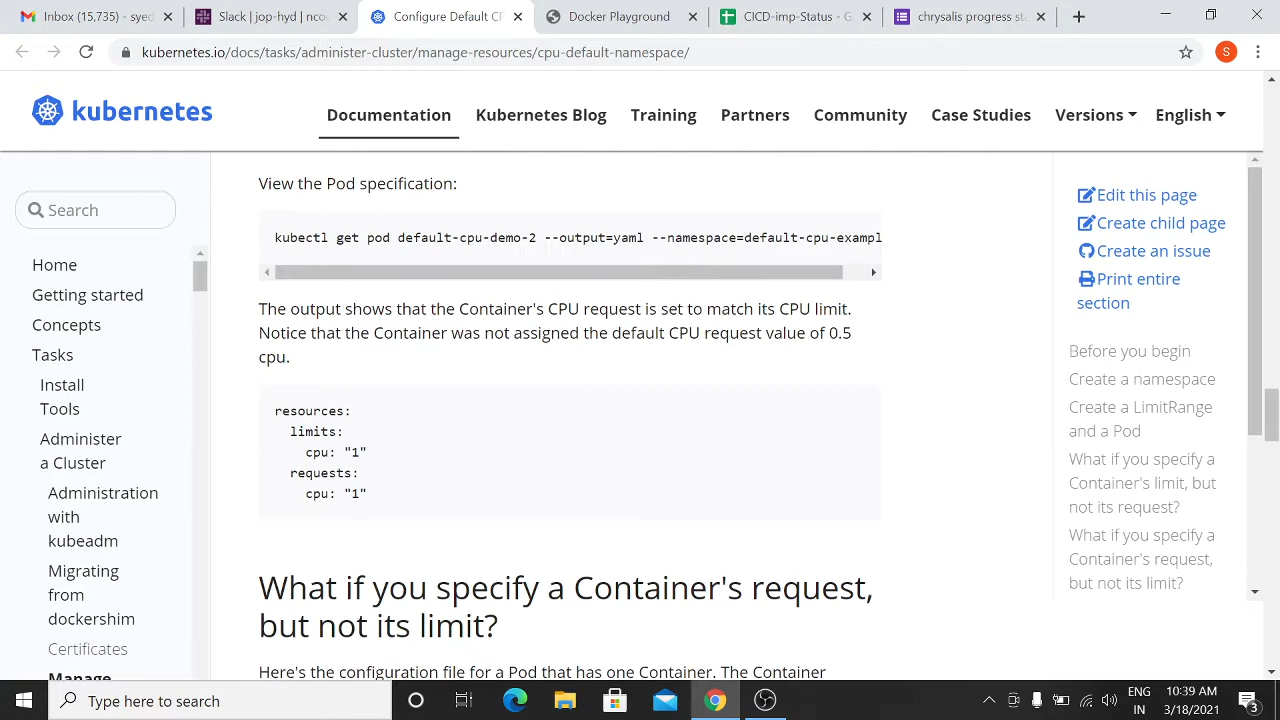 Inbox (15,735) - syed
Slack | jop-hyd | nco
Configure Default CP
Docker Playground
CICD-imp-Status - G
chrysalis progress st
kubernetes.io/docs/tasks/administer-cluster/manage-resources/cpu-default-namespace/
S
kubernetes
Documentation
Kubernetes Blog
Training
Partners
Community
Case Studies
Versions
English
Search
Home
Getting started
Concepts
Tasks
Install
Tools
Administer
a Cluster
Administration
with
kubeadm
Migrating
from
dockershim
Certificates
Manage
View the Pod specification:
kubectl get pod default-cpu-demo-2 --output=yaml --namespace=default-cpu-exampl
The output shows that the Container's CPU request is set to match its CPU limit.
Notice that the Container was not assigned the default CPU request value of 0.5
cpu.
resources:
limits:
cpu: "1"
requests:
cpu: "1"
What if you specify a Container's request,
but not its limit?
Here's the configuration file for a Pod that has one Container. The Container
Edit this page
Create child page
Create an issue
Print entire
section
Before you begin
Create a namespace
Create a LimitRange
and a Pod
What if you specify a
Container's limit, but
not its request?
What if you specify a
Container's request,
but not its limit?
Type here to search
ENG
IN
10:39 AM
3/18/2021
3